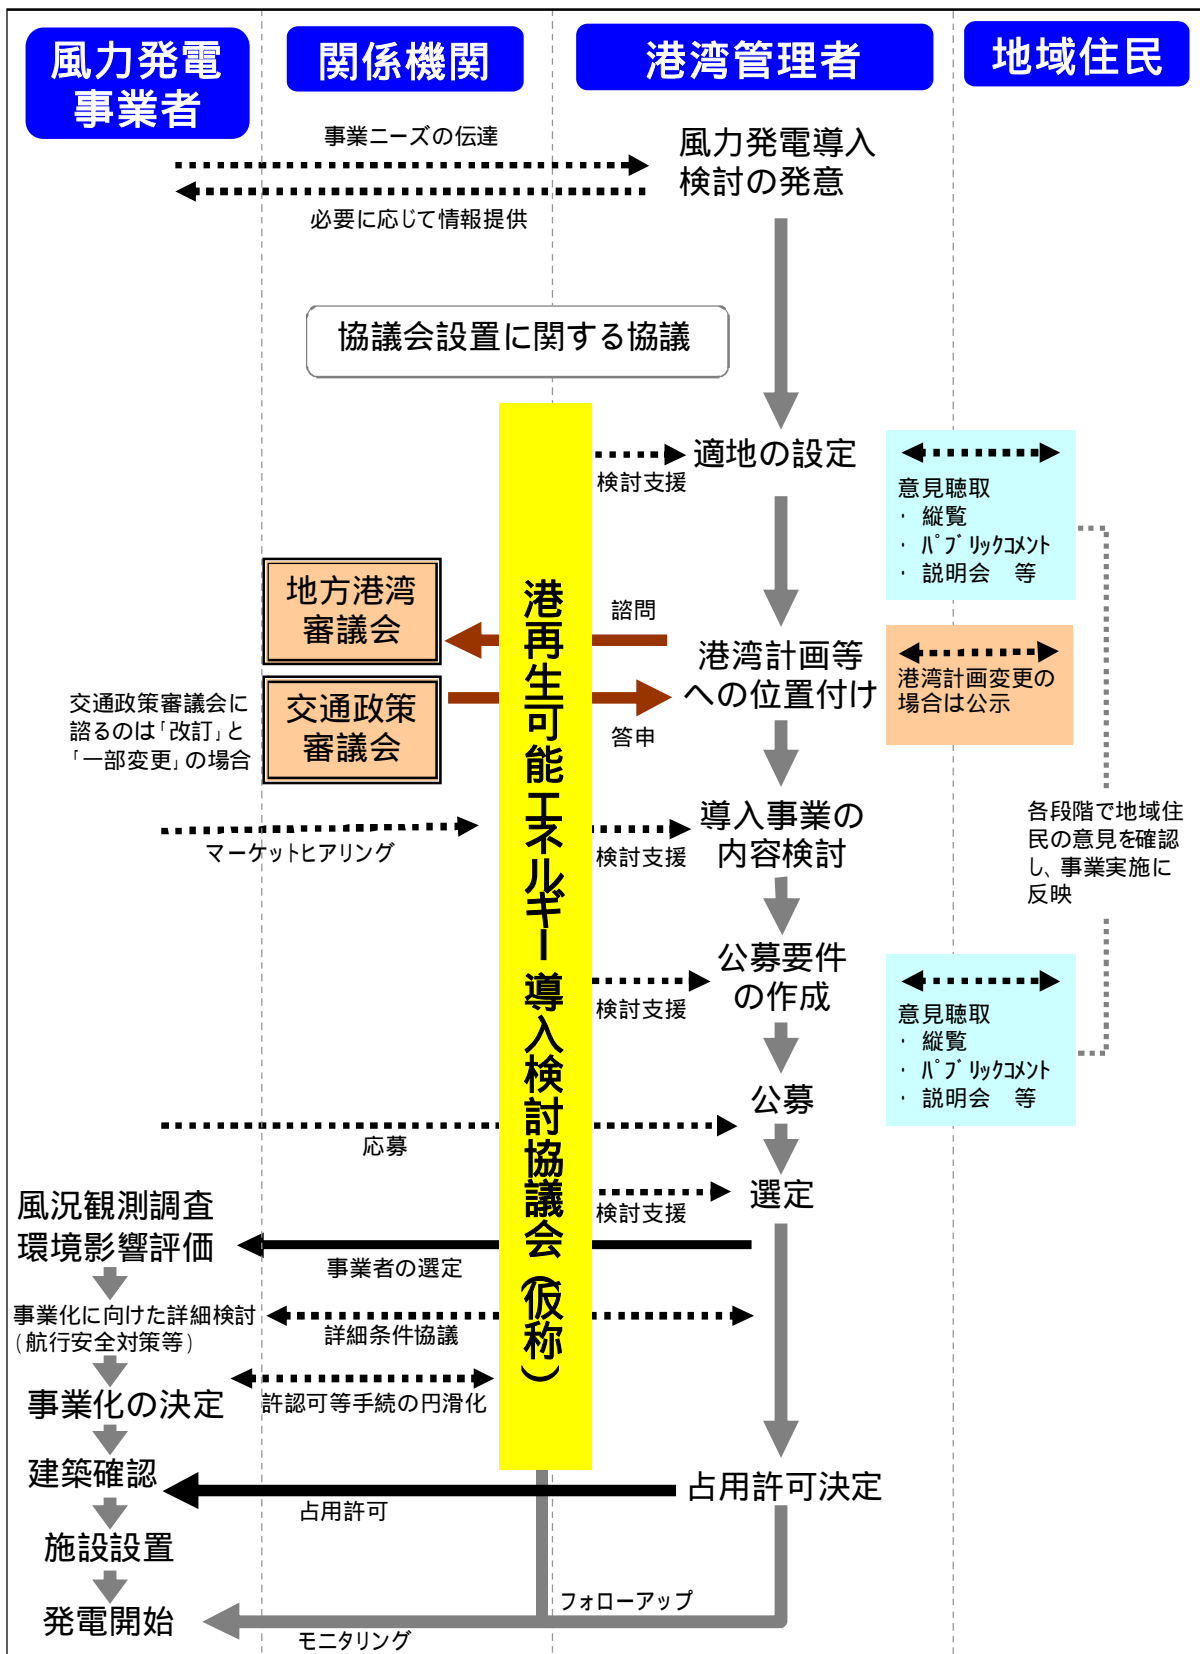 風力発電
事業者
関係機関
港湾管理者
地域住民
事業ニーズの伝達
必要に応じて情報提供
風力発電導入
検討の発意
協議会設置に関する協議
適地の設定
検討支援
意見聴取
・ 縦覧
・ パブリックコメント
・ 説明会 等
地方港湾
審議会
諮問
港湾計画等
への位置付け
港湾計画変更の
場合は公示
交通政策審議会に
諮るのは「改訂」と
「一部変更」の場合
交通政策
審議会
答申
港再生可能エネルギー導入検討協議会（仮称）
マーケットヒアリング
検討支援
導入事業の
内容検討
各段階で地域住
民の意見を確認
し、事業実施に
反映
公募要件
の作成
検討支援
意見聴取
・ 縦覧
・ パブリックコメント
・ 説明会 等
公募
応募
選定
検討支援
風況観測調査
環境影響評価
事業者の選定
事業化に向けた詳細検討
(航行安全対策等)
詳細条件協議
許認可等手続の円滑化
事業化の決定
建築確認
占用許可決定
占用許可
施設設置
発電開始
フォローアップ
モニタリング